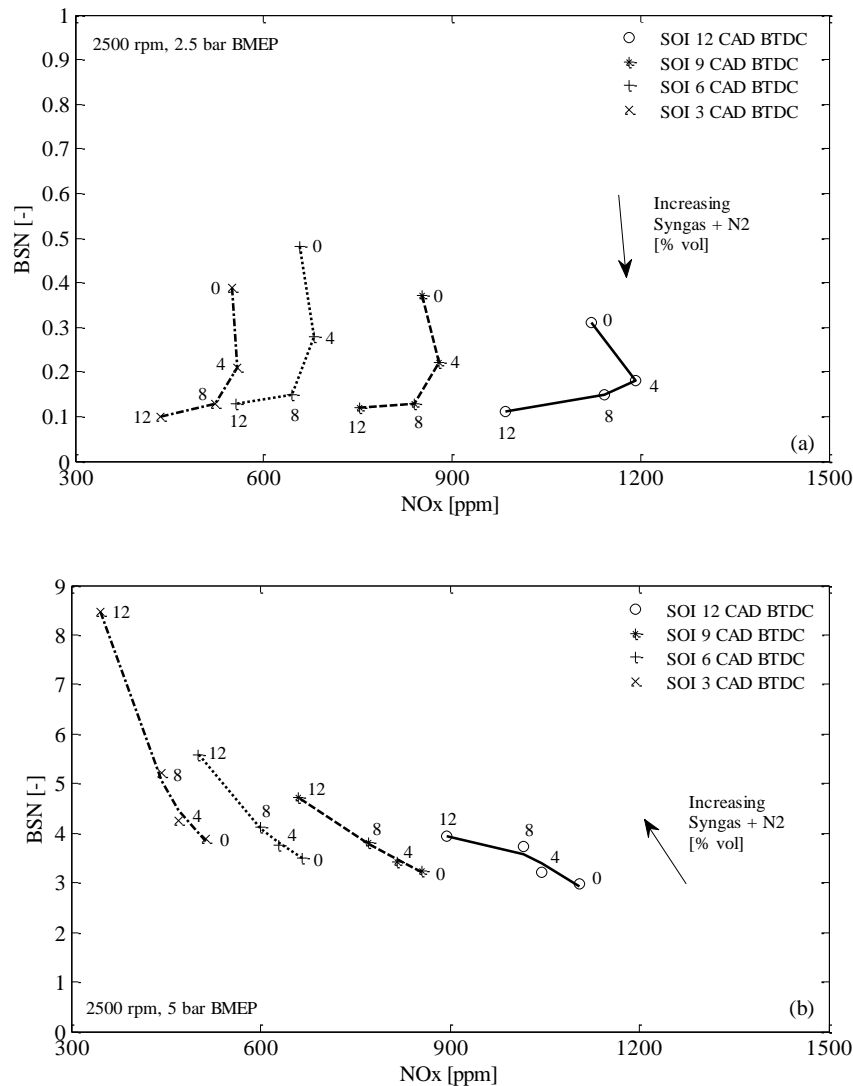 2500 rpm, 2.5 bar BMEP
SOI 12 CAD BTDC
SOI 9 CAD BTDC
SOI 6 CAD BTDC
SOI 3 CAD BTDC
Increasing
Syngas + N2
[% vol]
BSN [-]
1
0.9
0.8
0.7
0.6
0.5
0.4
0.3
0.2
0.1
0
0
4
8
12
0
4
8
12
0
4
8
12
0
4
8
12
(a)
300 600 900 1200 1500
NOx [ppm]
SOI 12 CAD BTDC
SOI 9 CAD BTDC
SOI 6 CAD BTDC
SOI 3 CAD BTDC
Increasing
Syngas + N2
[% vol]
BSN [-]
9
8
7
6
5
4
3
2
1
0
12
8
4
0
12
8
4
0
12
8
4
0
12
8
4
0
2500 rpm, 5 bar BMEP
(b)
300 600 900 1200 1500
NOx [ppm]